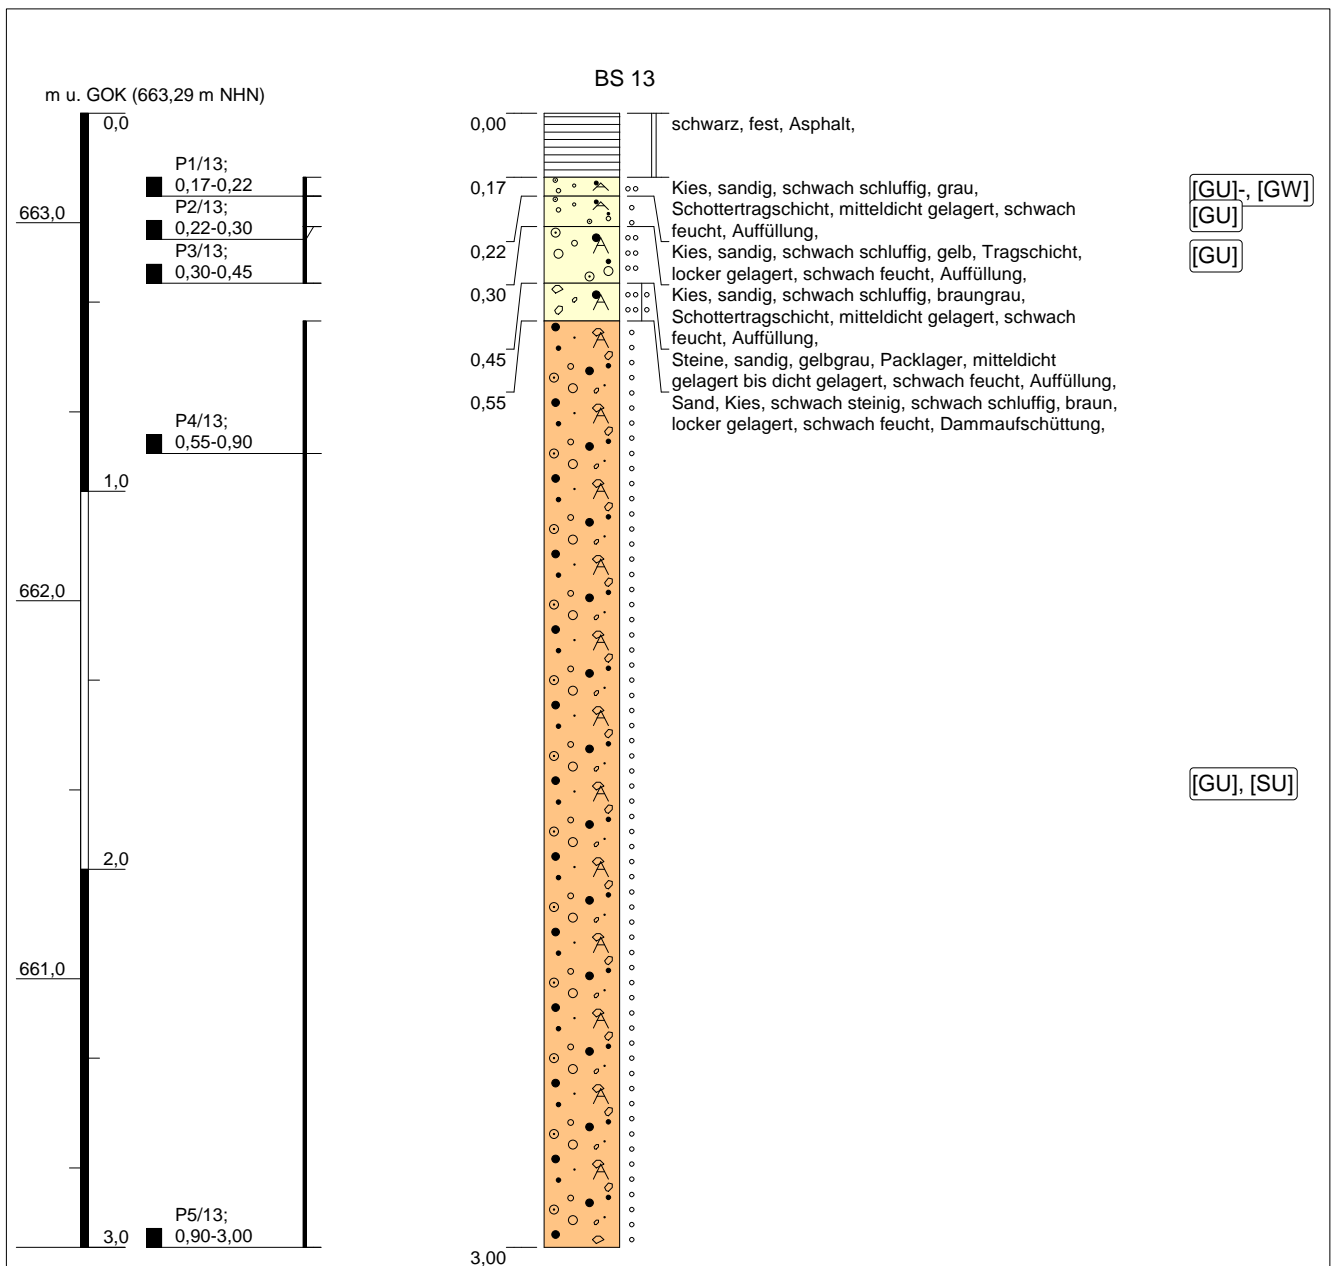 BS 13
m u. GOK (663,29 m NHN)
0,0
663,0
1,0
662,0
2,0
661,0
3,0
P1/13;
0,17-0,22
P2/13;
0,22-0,30
P3/13;
0,30-0,45
P4/13;
0,55-0,90
P5/13;
0,90-3,00
0,00
0,17
0,22
0,30
0,45
0,55
3,00
schwarz, fest, Asphalt,
Kies, sandig, schwach schluffig, grau,
Schottertragschicht, mitteldicht gelagert, schwach
feucht, Auffüllung,
Kies, sandig, schwach schluffig, gelb, Tragschicht,
locker gelagert, schwach feucht, Auffüllung,
Kies, sandig, schwach schluffig, braungrau,
Schottertragschicht, mitteldicht gelagert, schwach
feucht, Auffüllung,
Steine, sandig, gelbgrau, Packlager, mitteldicht
gelagert bis dicht gelagert, schwach feucht, Auffüllung,
Sand, Kies, schwach steinig, schwach schluffig, braun,
locker gelagert, schwach feucht, Dammaufschüttung,
[GU]-, [GW]
[GU]
[GU]
[GU], [SU]